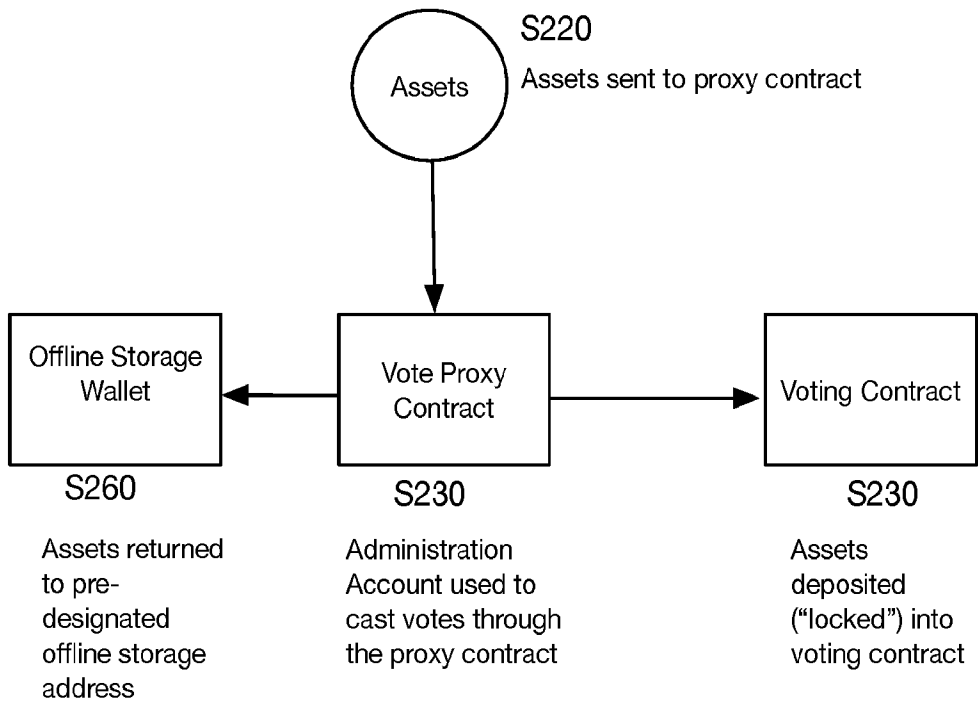 S220
Assets
Assets sent to proxy contract
Offline Storage
Wallet
Vote Proxy
Contract
Voting Contract
S260
S230
S230
Assets returned
to pre-
designated
offline storage
address
Administration
Account used to
cast votes through
the proxy contract
Assets
deposited
(“locked”) into
voting contract